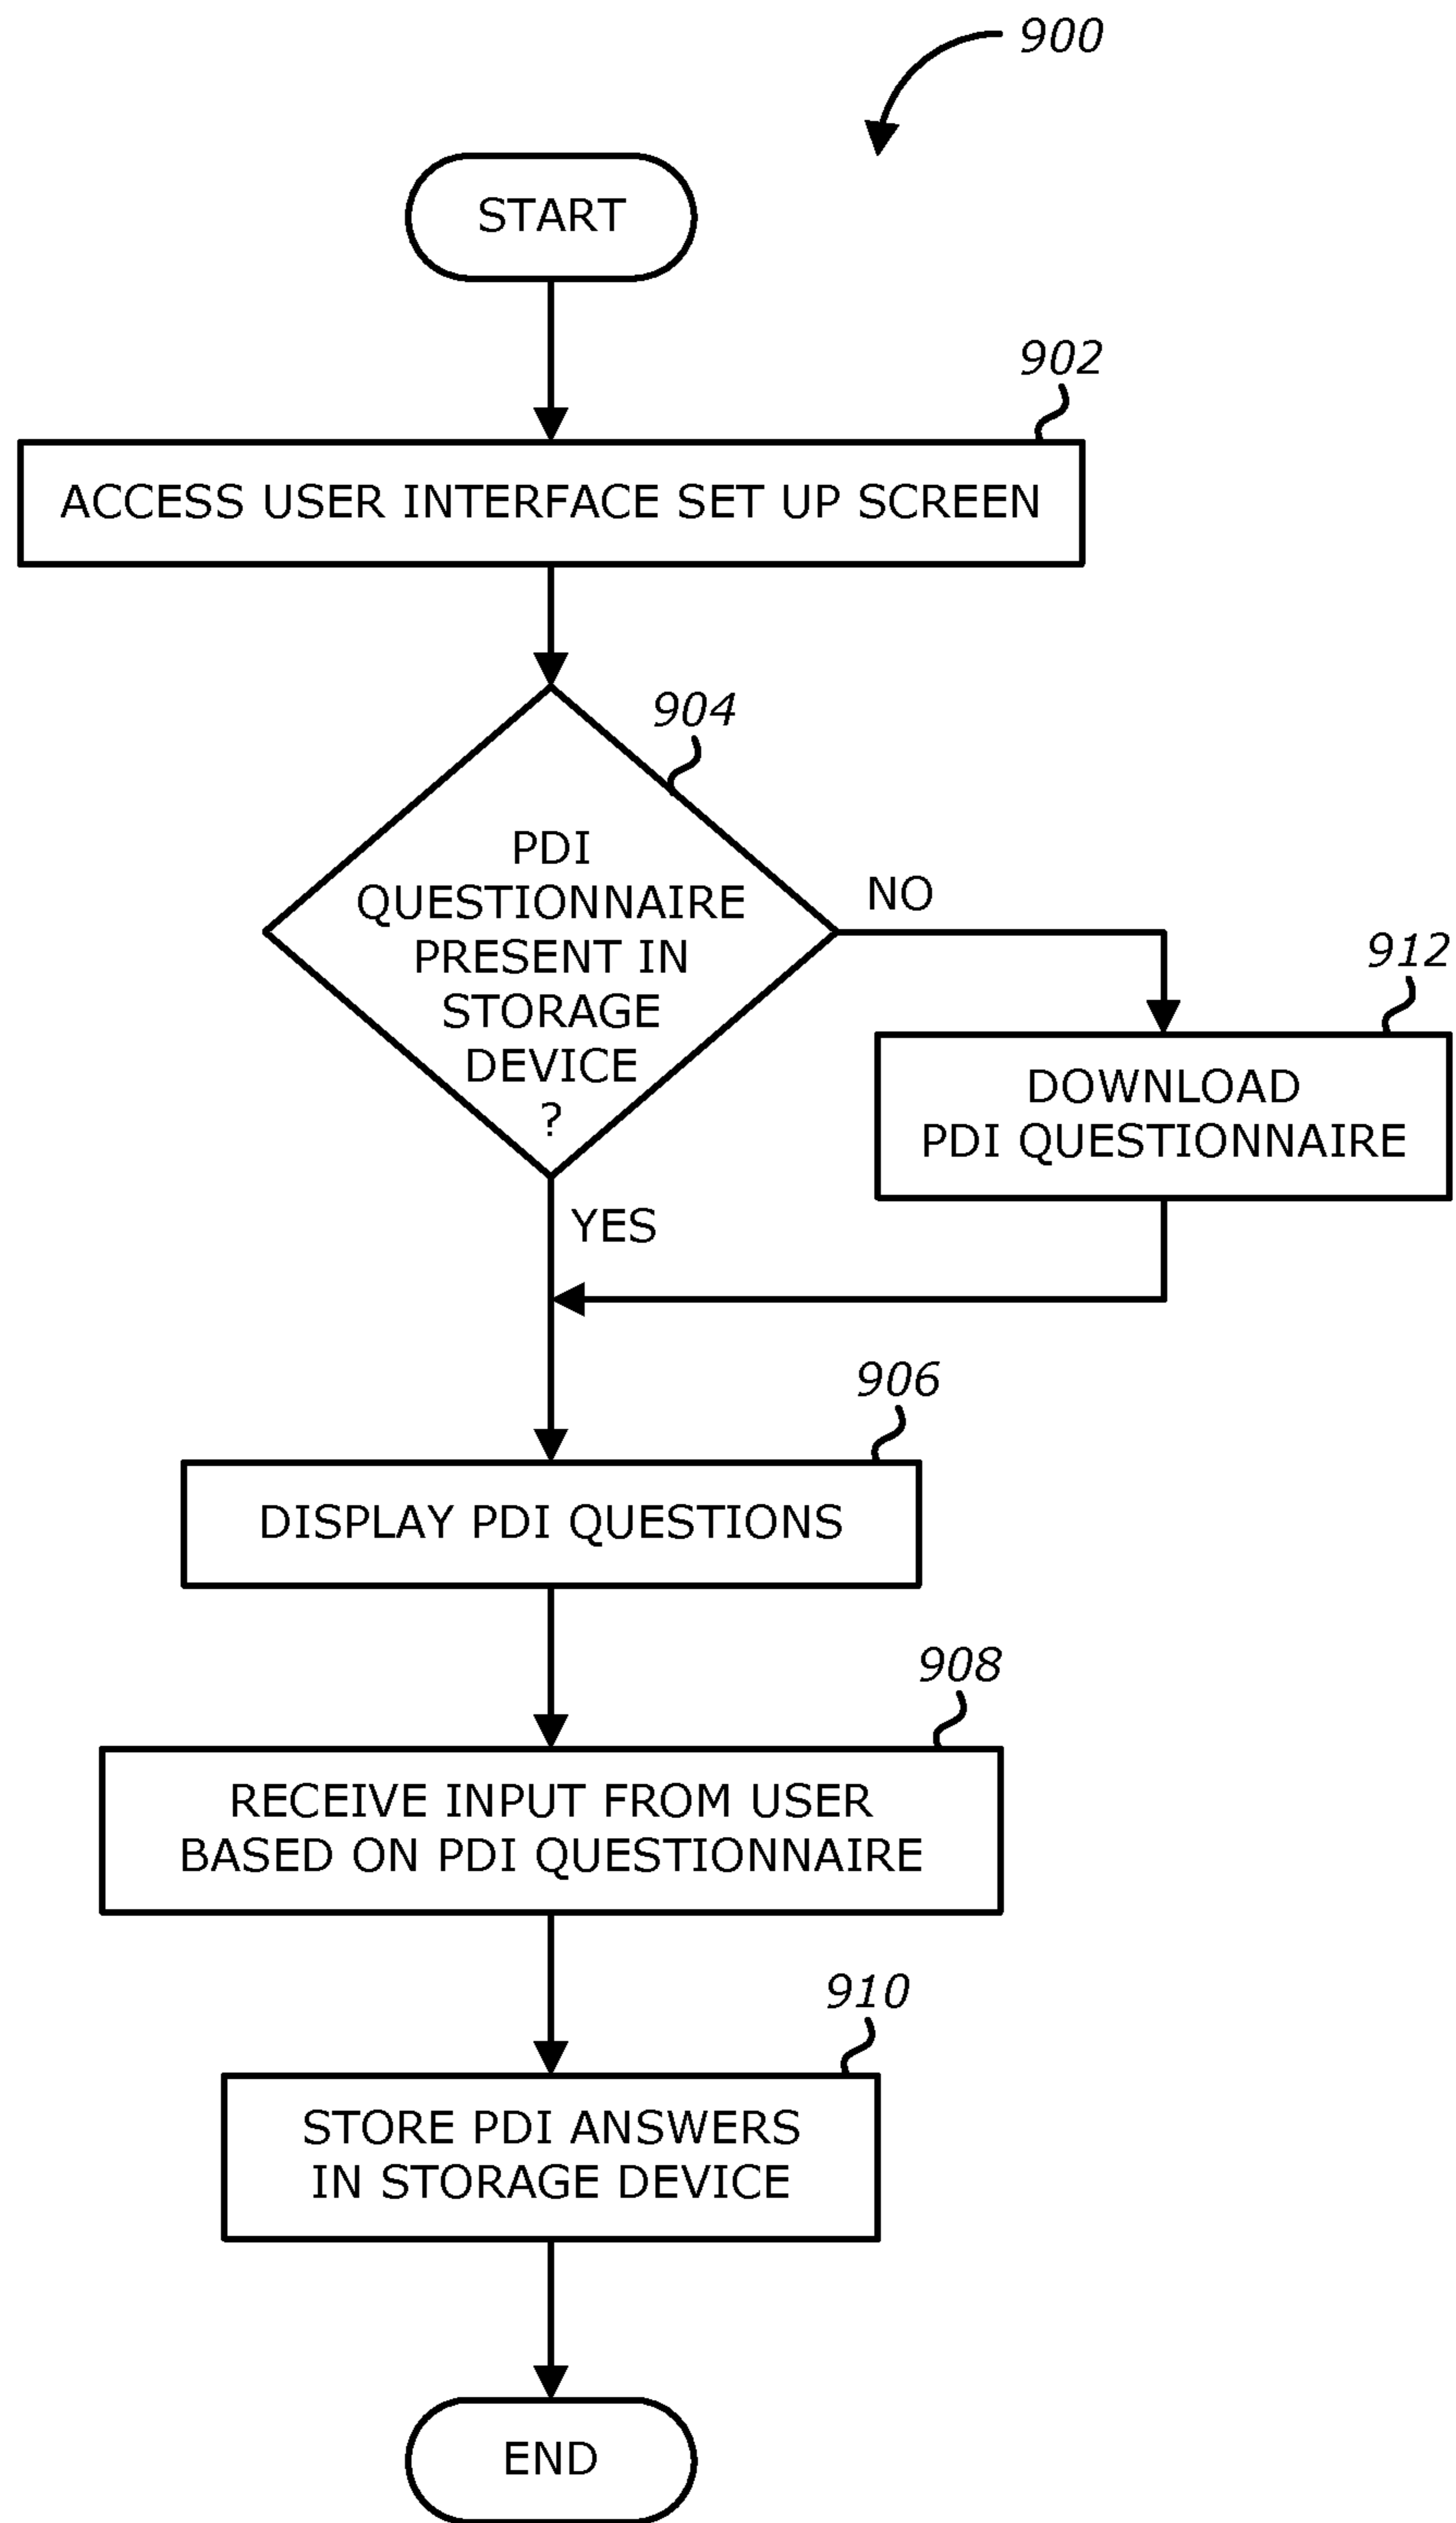 900
START
902
ACCESS USER INTERFACE SET UP SCREEN
904
PDI
QUESTIONNAIRE
PRESENT IN
STORAGE
DEVICE
?
NO
912
DOWNLOAD
PDI QUESTIONNAIRE
YES
906
DISPLAY PDI QUESTIONS
908
RECEIVE INPUT FROM USER
BASED ON PDI QUESTIONNAIRE
910
STORE PDI ANSWERS
IN STORAGE DEVICE
END